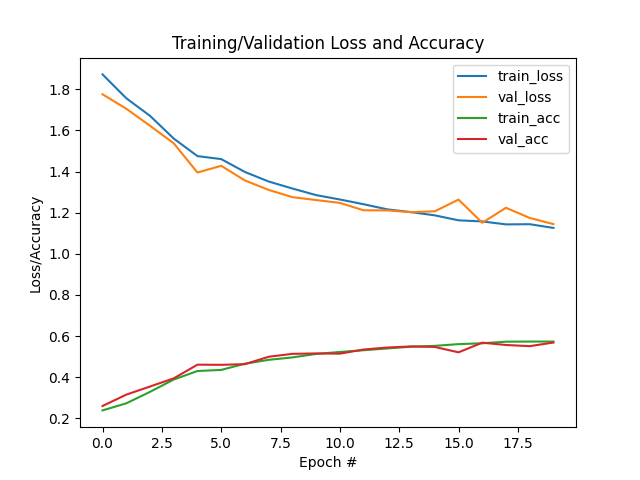 Training/Validation Loss and Accuracy
train_loss
val_loss
train_acc
val_acc
Loss/Accuracy
1.8
1.6
1.4
1.2
1.0
0.8
0.6
0.4
0.2
0.0 2.5 5.0 7.5 10.0 12.5 15.0 17.5
Epoch #